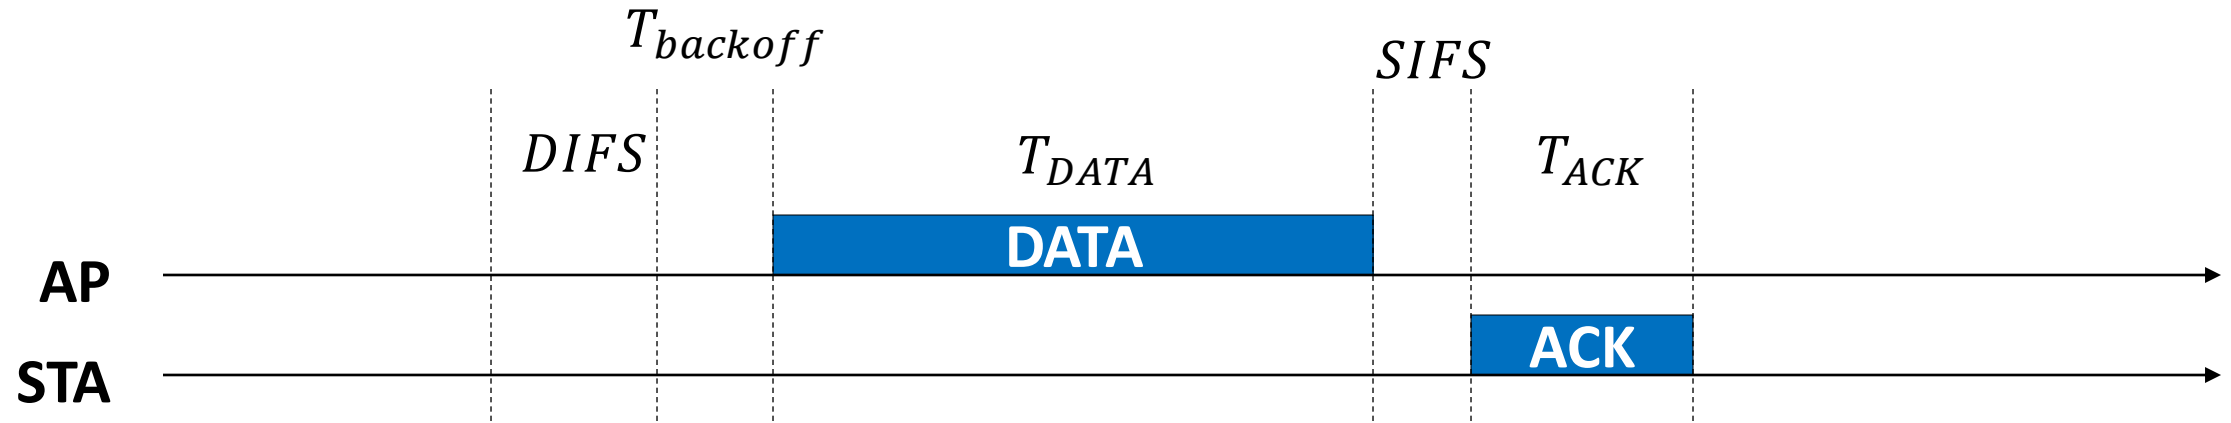 T_backoff
SIFS
DIFS
T_DATA
T_ACK
DATA
AP
ACK
STA